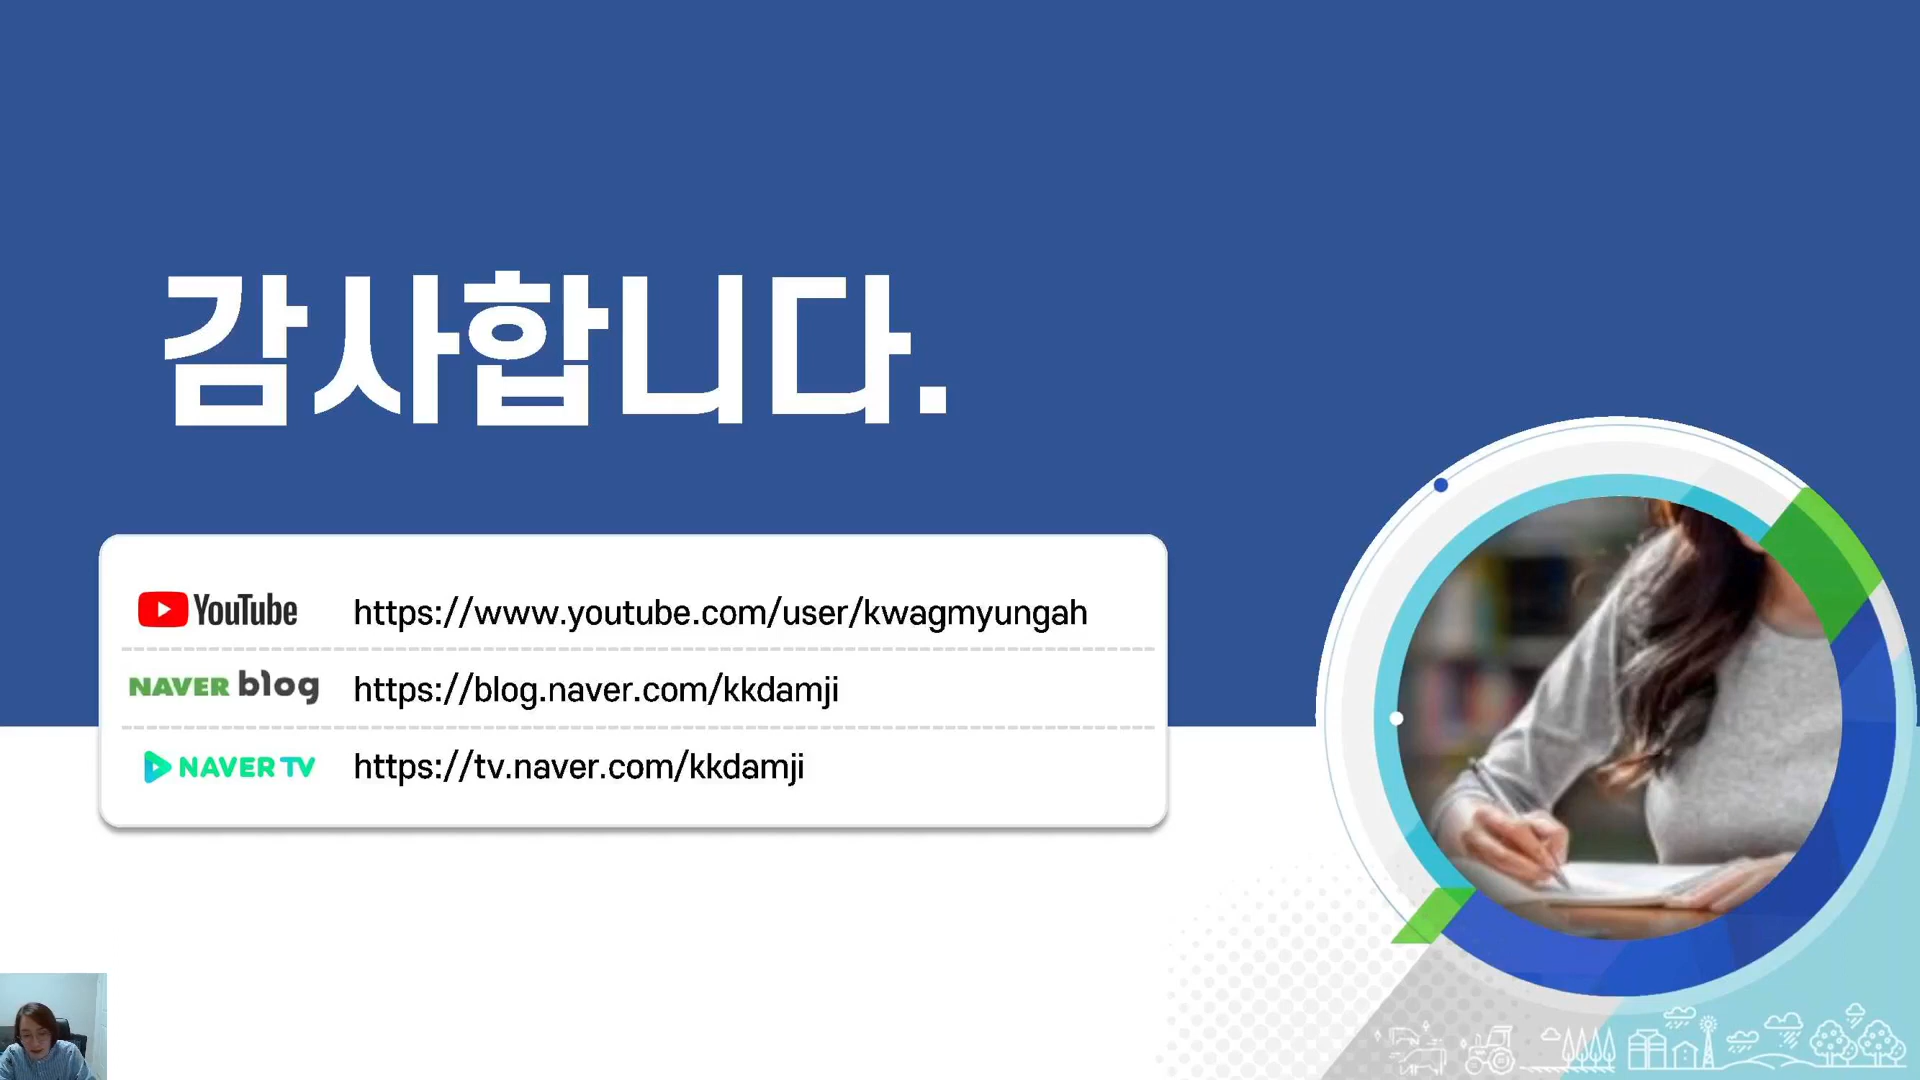 감사합니다.
YouTube https://www.youtube.com/user/kwagmyungah
NAVER blog https://blog.naver.com/kkdamji
NAVER TV https://tv.naver.com/kkdamji